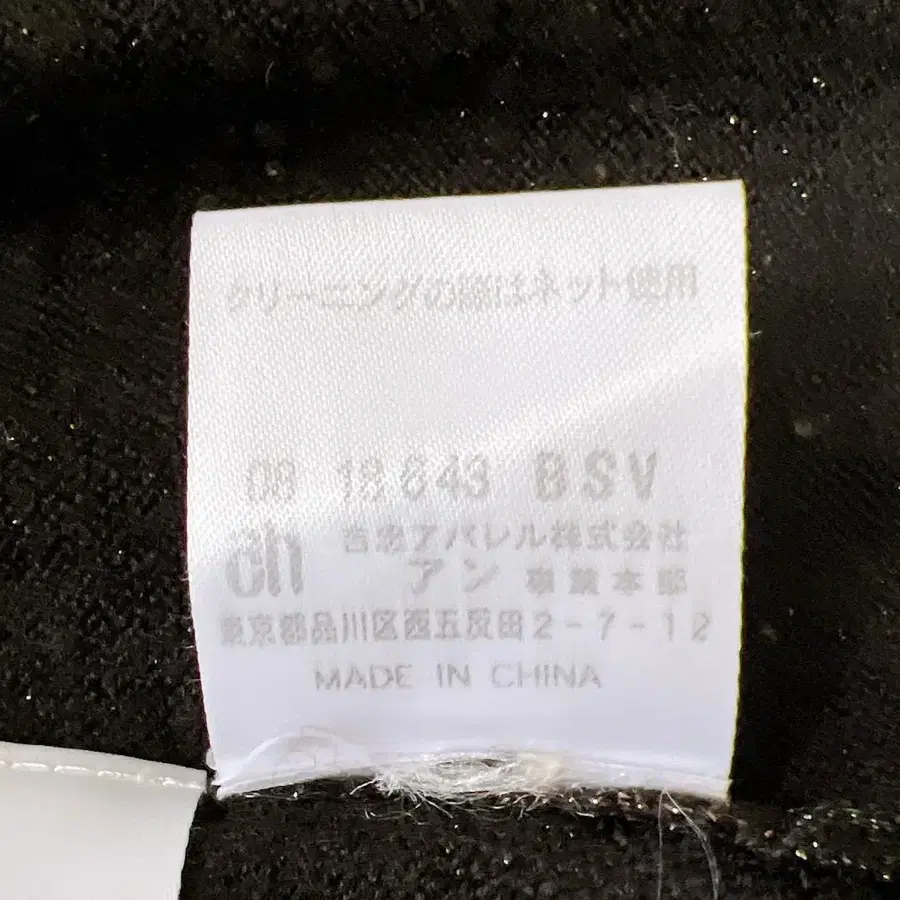 クリーニングの際はネット使用
08 18643 BSV
吉忠アパレル株式会社
アン 事業本部
東京都品川区西五反田2-7-12
MADE IN CHINA